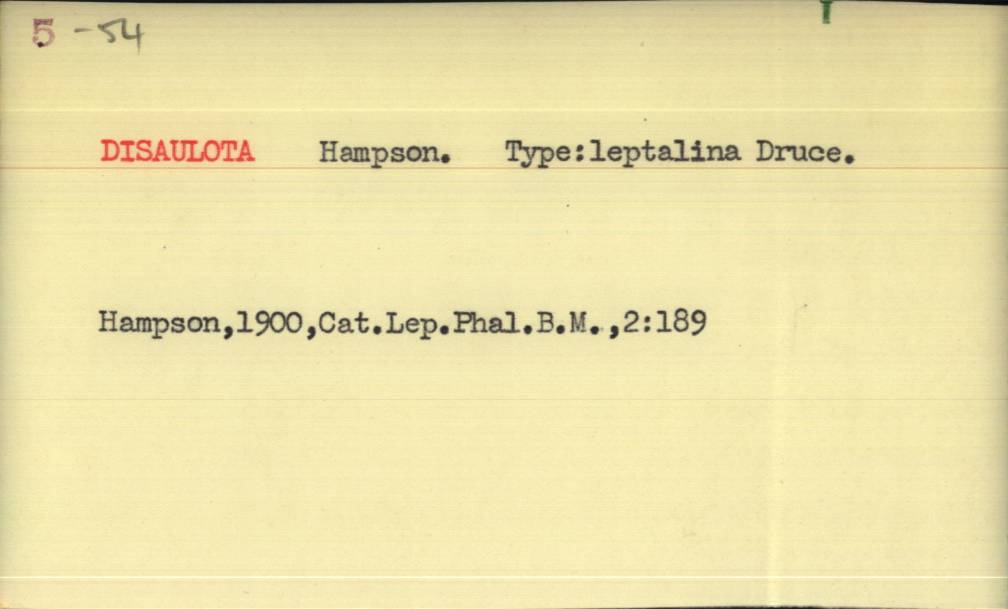 5 -54
DISAULOTA Hampson. Type:leptalina Druce.
Hampson,1900,Cat.Lep.Phal.B.M.,2:189